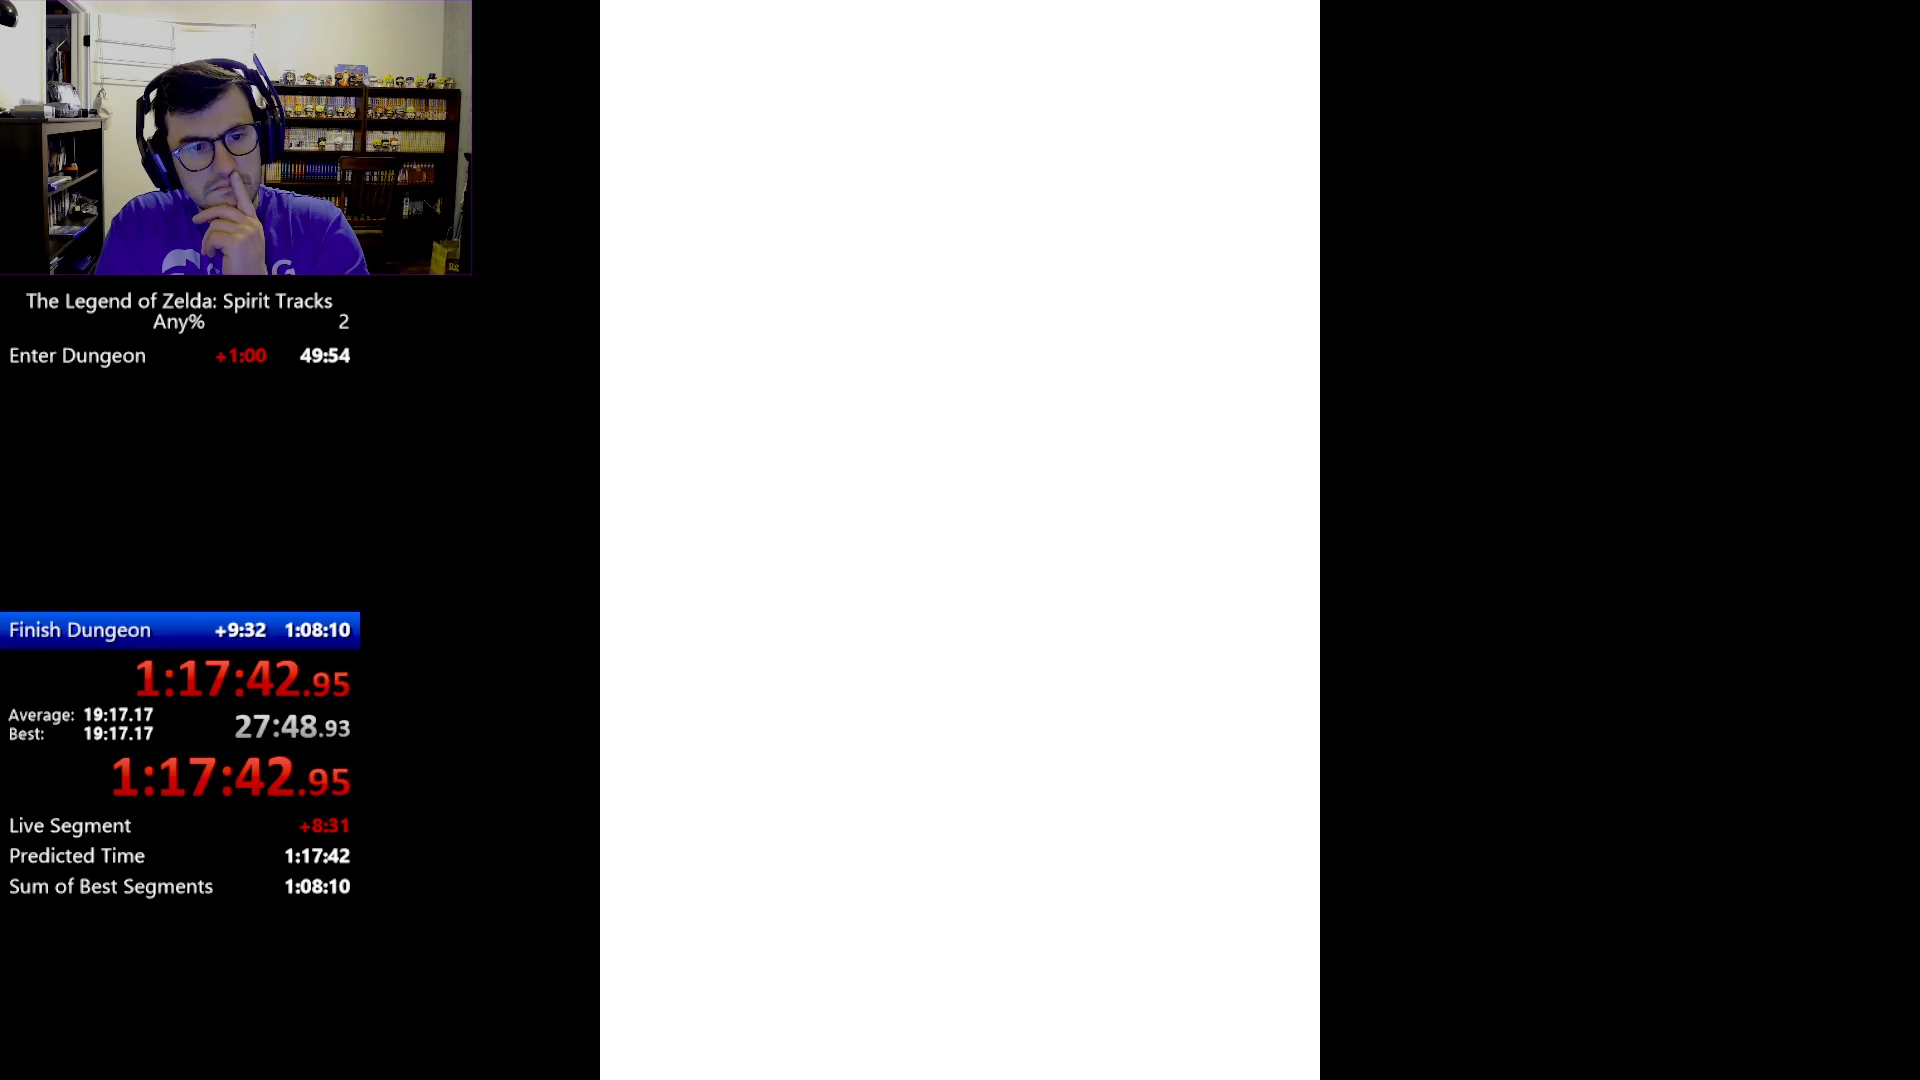 The Legend of Zelda: Spirit Tracks
Any% 2
Enter Dungeon +1:00 49:54
Finish Dungeon +9:32 1:08:10
1:17:42.95
Average: 19:17.17
Best: 19:17.17
27:48.93
1:17:42.95
Live Segment +8:31
Predicted Time 1:17:42
Sum of Best Segments 1:08:10